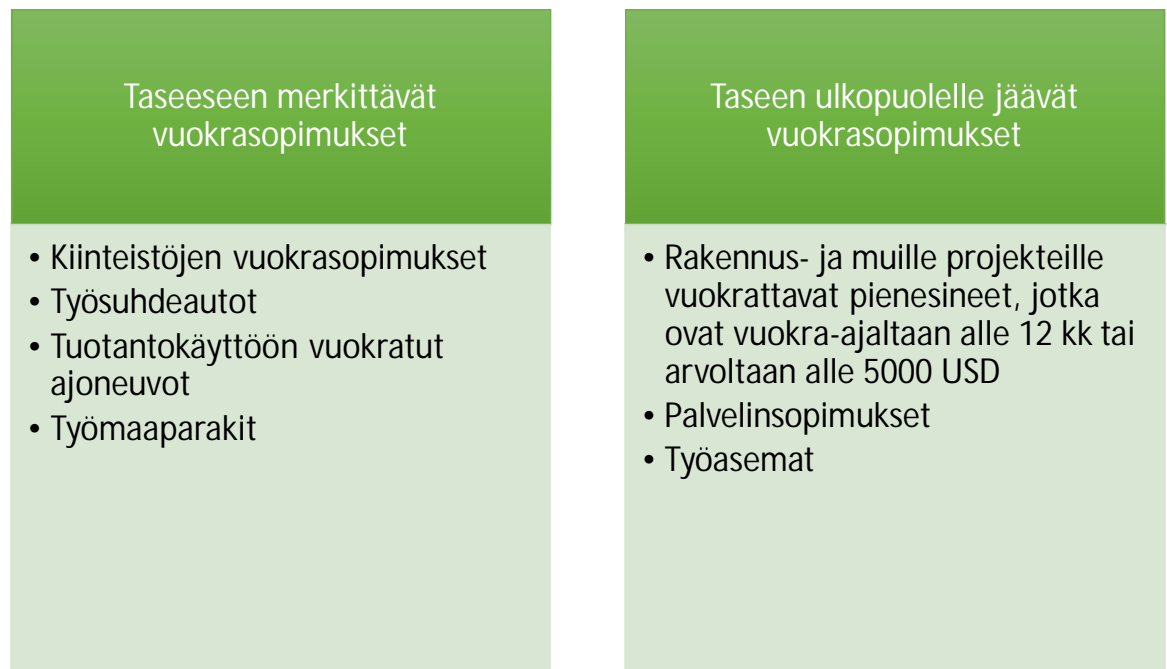 Taseeseen merkittävät
vuokrasopimukset
• Kiinteistöjen vuokrasopimukset
• Työsuhdeautot
• Tuotantokäyttöön vuokratut
ajoneuvot
• Työmaaparakit
Taseen ulkopuolelle jäävät
vuokrasopimukset
• Rakennus- ja muille projekteille
vuokrattavat pienesineet, jotka
ovat vuokra-ajaltaan alle 12 kk tai
arvoltaan alle 5000 USD
• Palvelinsopimukset
• Työasemat